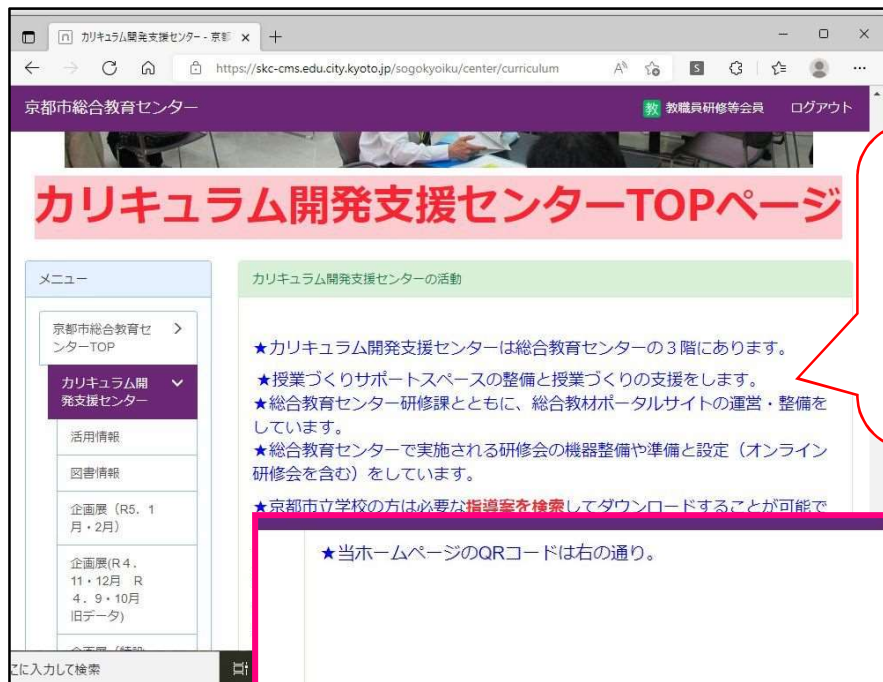 カリキュラム開発支援センター - 京都
https://skc-cms.edu.city.kyoto.jp/sogokyoiku/center/curriculum
京都市総合教育センター
教 教職員研修等会員 ログアウト
カリキュラム開発支援センターTOPページ
メニュー
京都市総合教育セ
ンターTOP
カリキュラム開
発支援センター
活用情報
図書情報
企画展（R5．1
月・2月）
企画展(R４．
11・12月　R
４．9・10月
旧データ)
カリキュラム開発支援センターの活動
★カリキュラム開発支援センターは総合教育センターの３階にあります。
★授業づくりサポートスペースの整備と授業づくりの支援をします。
★総合教育センター研修課とともに、総合教材ポータルサイトの運営・整備を
しています。
★総合教育センターで実施される研修会の機器整備や準備と設定（オンライン
研修会を含む）をしています。
★京都市立学校の方は必要な指導案を検索してダウンロードすることが可能で
★当ホームページのQRコードは右の通り。
こに入力して検索